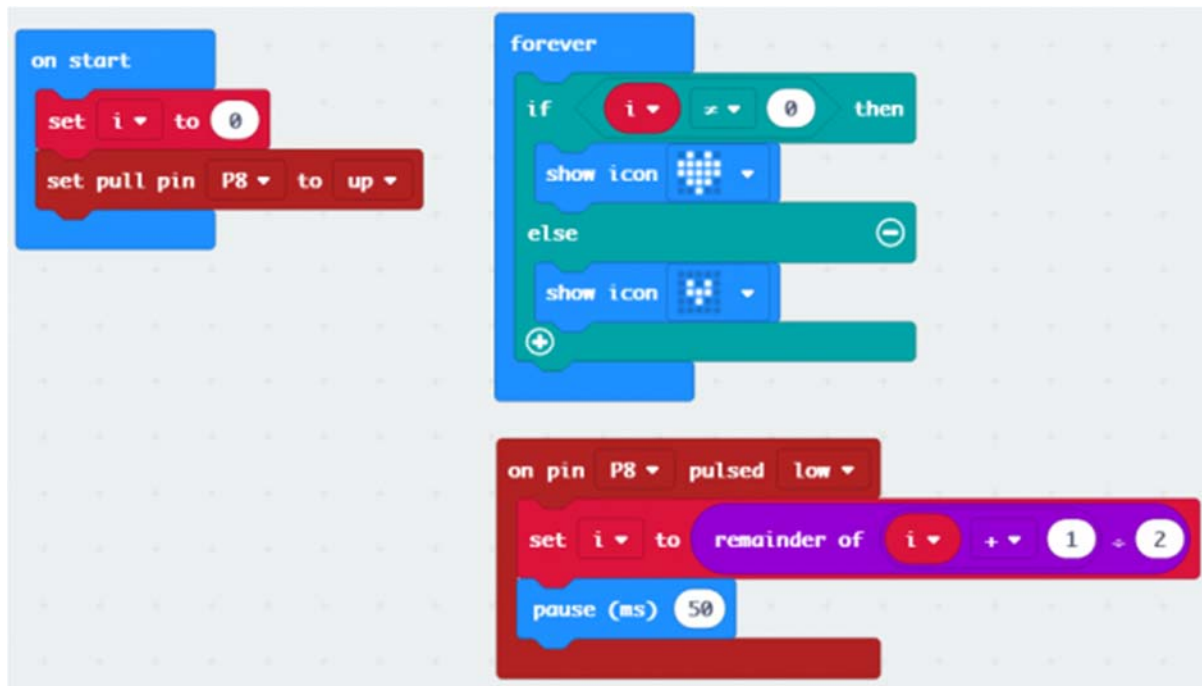 on start
set i to 0
set pull pin P8 to up
forever
if i ≠ 0 then
show icon
else
show icon
on pin P8 pulsed low
set i to remainder of i + 1 ÷ 2
pause (ms) 50